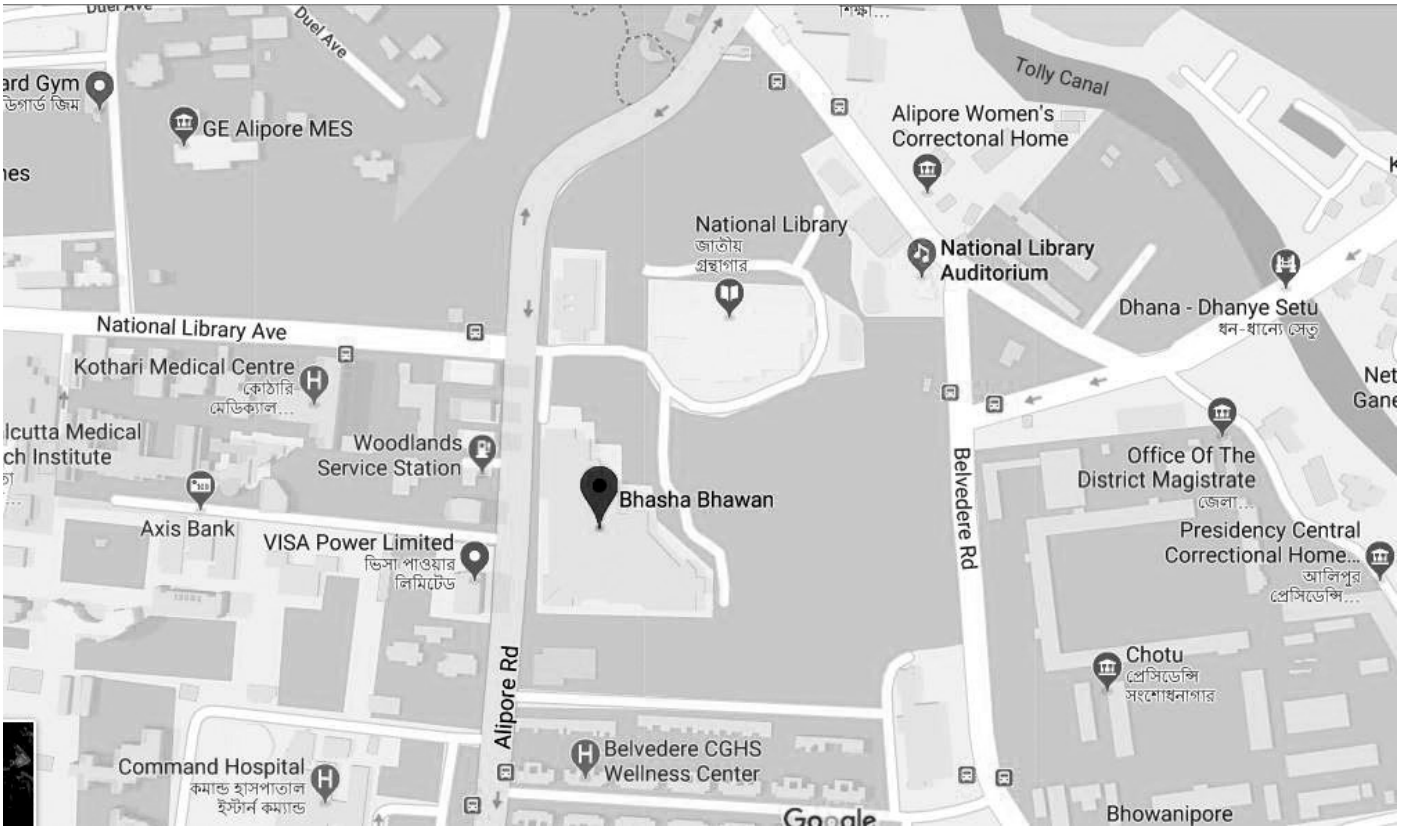 Duel Ave
Duel Ave
শিক্ষা...
Tolly Canal
ard Gym
ডিগার্ড জিম
GE Alipore MES
Alipore Women's
Correctonal Home
nes
National Library
জাতীয়
গ্রন্থাগার
National Library
Auditorium
Dhana - Dhanye Setu
ধন-ধান্যে সেতু
National Library Ave
Kothari Medical Centre
কোঠারি
মেডিক্যাল...
Net
Gane
lcutta Medical
ch Institute
Woodlands
Service Station
Belvedere Rd
Office Of The
District Magistrate
জেলা...
Axis Bank
Bhasha Bhawan
VISA Power Limited
ভিসা পাওয়ার
লিমিটেড
Presidency Central
Correctional Home...
আলিপুর
প্রেসিডেন্সি...
Alipore Rd
Chotu
প্রেসিডেন্সি
সংশোধনাগার
Command Hospital
কমান্ড হাসপাতাল
ইস্টার্ন কম্যান্ড
Belvedere CGHS
Wellness Center
Google
Bhowanipore